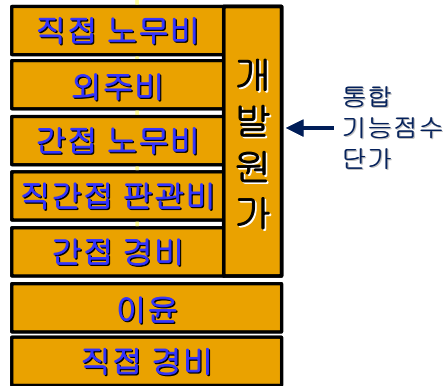 직접 노무비
외주비
간접 노무비
직간접 판관비
간접 경비
개
발
원
가
통합
기능점수
단가
이윤
직접 경비